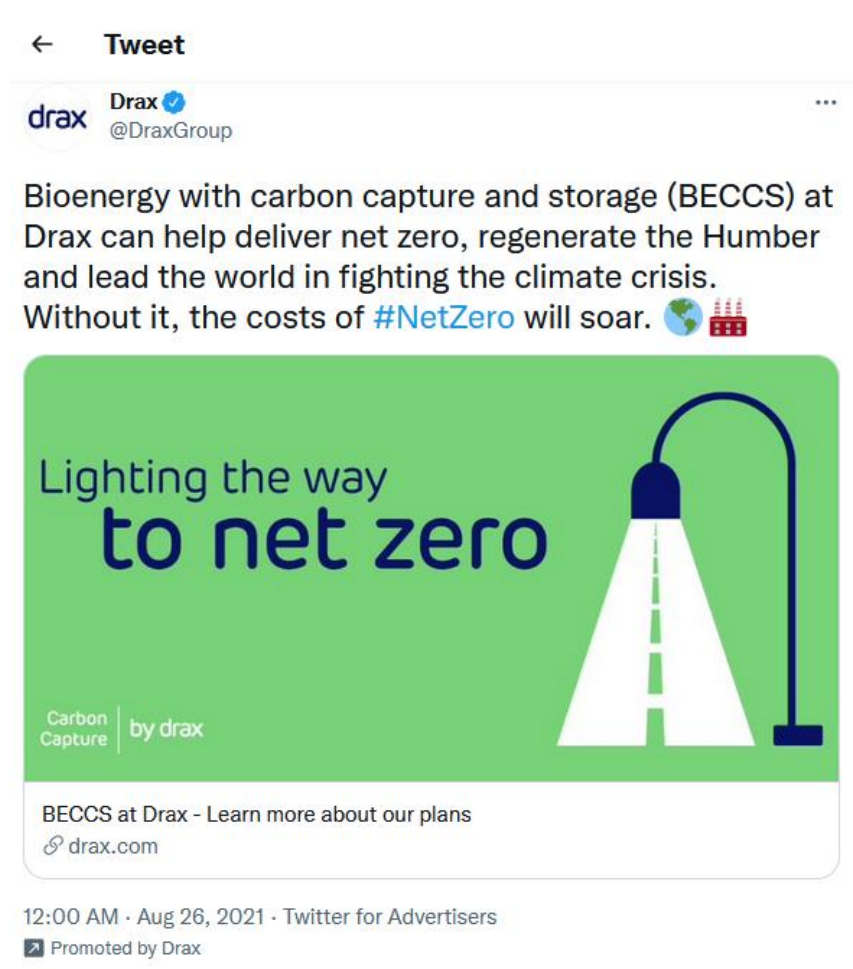 Tweet
drax
Drax
@DraxGroup
Bioenergy with carbon capture and storage (BECCS) at
Drax can help deliver net zero, regenerate the Humber
and lead the world in fighting the climate crisis.
Without it, the costs of #NetZero will soar. 🌎🏭
Lighting the way
to net zero
Carbon
Capture
by drax
BECCS at Drax - Learn more about our plans
drax.com
12:00 AM · Aug 26, 2021 · Twitter for Advertisers
Promoted by Drax